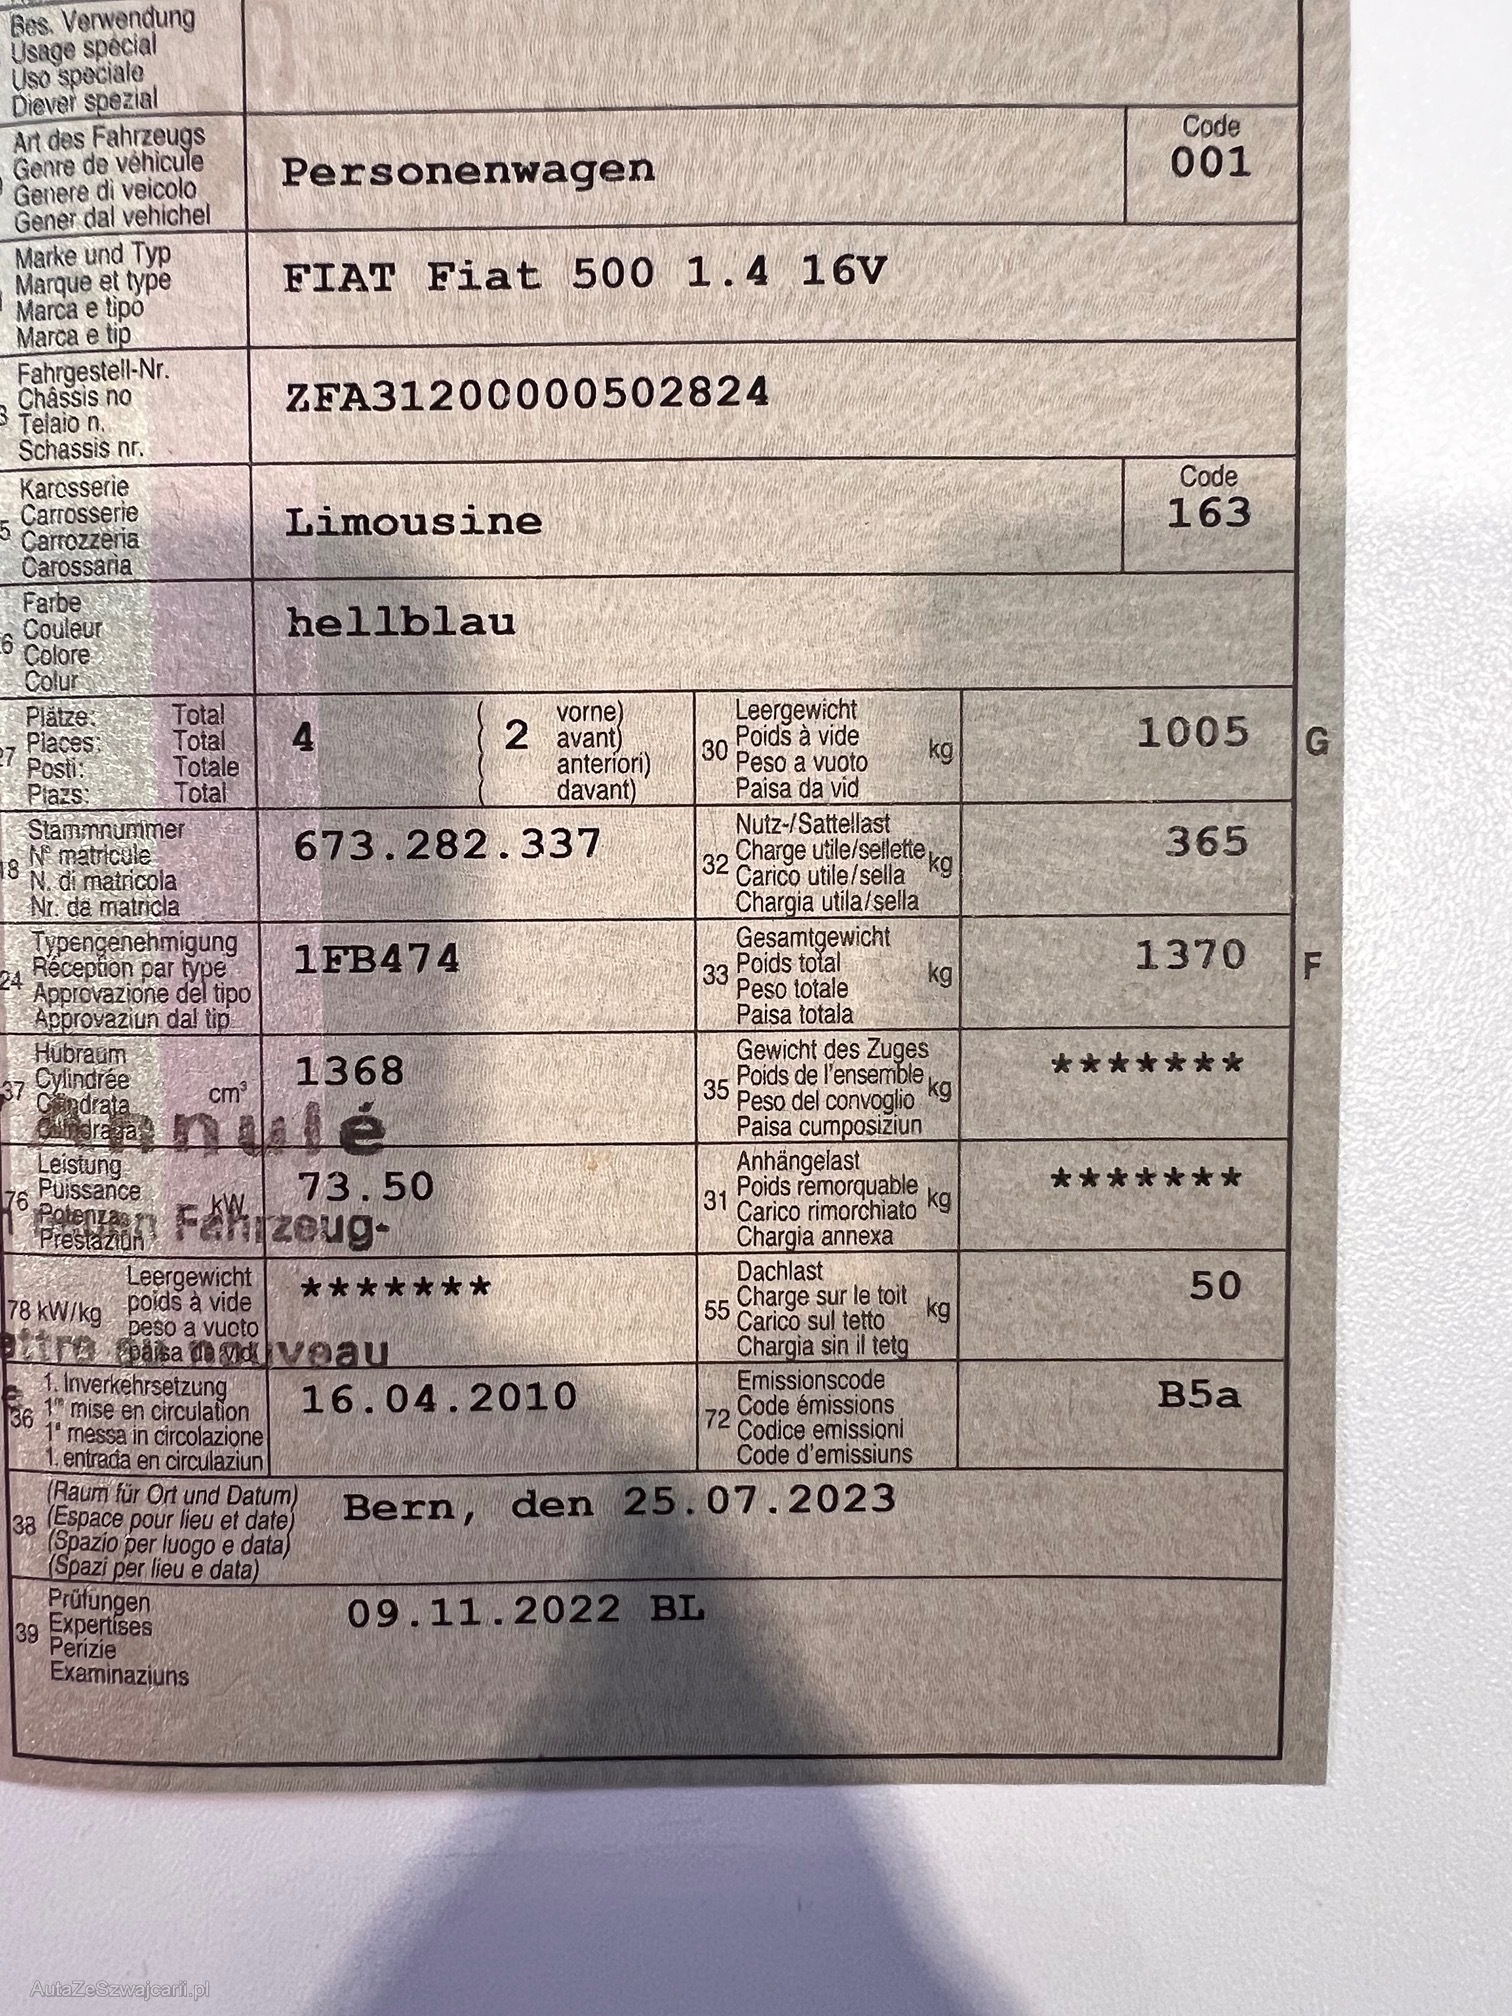 Bes. Verwendung
Usage spécial
Uso speciale
Diever spezial
Art des Fahrzeugs
Genre de véhicule
Genere di veicolo
Gener dal vehichel
Personenwagen
Code
001
Marke und Typ
Marque et type
Marca e tipo
Marca e tip
FIAT Fiat 500 1.4 16V
Fahrgestell-Nr.
Châssis no
Telaio n.
Schassis nr.
ZFA31200000502824
Karosserie
Carrosserie
Carrozzeria
Carossaria
Limousine
Code
163
Farbe
Couleur
Colore
Colur
hellblau
Plätze: Total
Places: Total
Posti: Totale
Plazs: Total
4
2
vorne)
avant)
anteriori)
davant)
30
Leergewicht
Poids à vide
Peso a vuoto
Paisa da vid
kg
1005
G
18
Stammnummer
N° matricule
N. di matricola
Nr. da matricla
673.282.337
32
Nutz-/Sattellast
Charge utile/sellette
Carico utile/sella
Chargia utila/sella
kg
365
24
Typengenehmigung
Réception par type
Approvazione del tipo
Approvaziun dal tip
1FB474
33
Gesamtgewicht
Poids total
Peso totale
Paisa totala
kg
1370
F
37
Hubraum
Cylindrée
Cilindrata
Cilindrada
cm³
1368
nulé
35
Gewicht des Zuges
Poids de l'ensemble
Peso del convoglio
Paisa cumposiziun
kg
*******
76
Leistung
Puissance
Potenza
Prestaziun
kW
73.50
Fahrzeug-
31
Anhängelast
Poids remorquable
Carico rimorchiato
Chargia annexa
kg
*******
78 kW/kg
Leergewicht
poids à vide
peso a vuoto
paisa da vid
*******
nouveau
55
Dachlast
Charge sur le toit
Carico sul tetto
Chargia sin il tetg
kg
50
36
1. Inverkehrsetzung
1re mise en circulation
1a messa in circolazione
1. entrada en circulaziun
16.04.2010
72
Emissionscode
Code émissions
Codice emissioni
Code d'emissiuns
B5a
38
(Raum für Ort und Datum)
(Espace pour lieu et date)
(Spazio per luogo e data)
(Spazi per lieu e data)
Bern, den 25.07.2023
39
Prüfungen
Expertises
Perizie
Examinaziuns
09.11.2022 BL
AutaZeSzwajcarii.pl